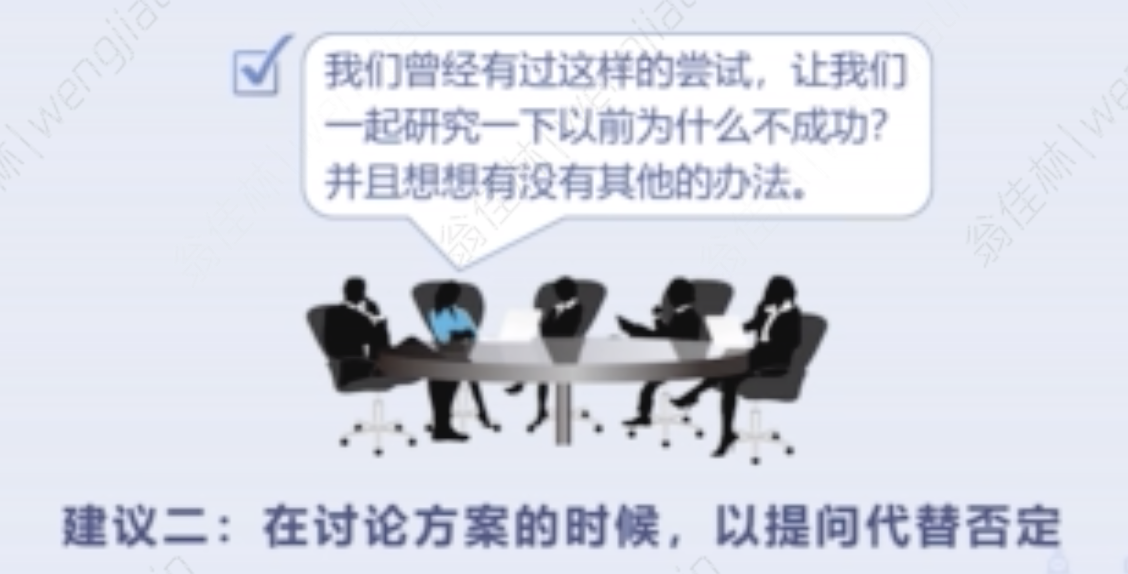 我们曾经有过这样的尝试，让我们
一起研究一下以前为什么不成功？
并且想想有没有其他的办法。
建议二：在讨论方案的时候，以提问代替否定
翁佳林 | wengjial